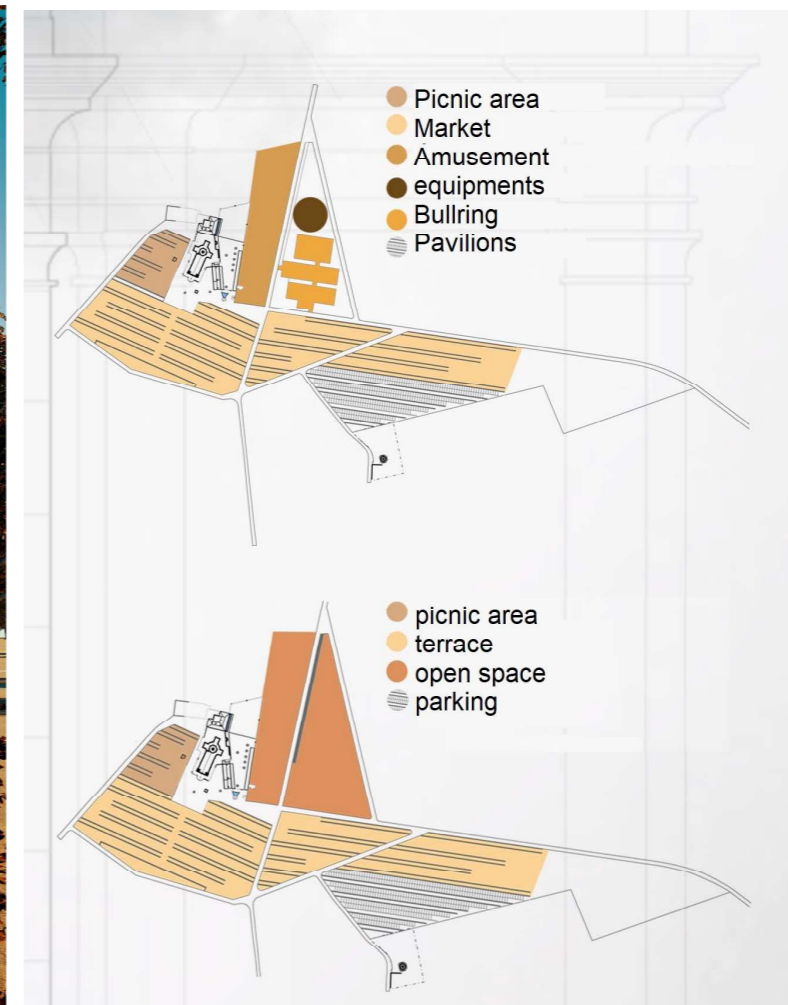 Picnic area
Market
Amusement
equipments
Bullring
Pavilions
picnic area
terrace
open space
parking